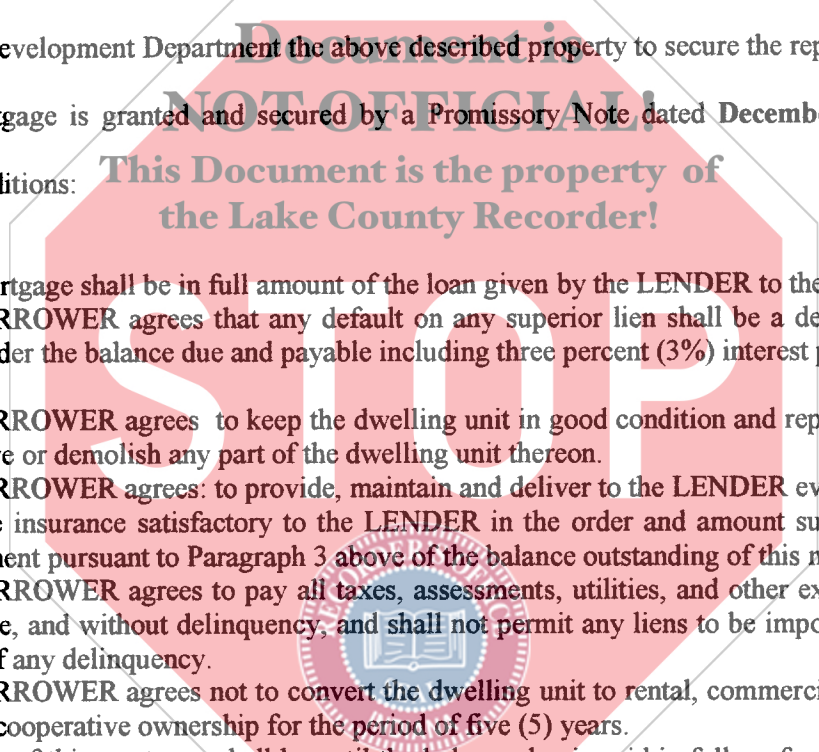 Document is
evelopment Department the above described property to secure the rep
NOT OFFICIAL!
gage is granted and secured by a Promissory Note dated Decemb
This Document is the property of
litions:
the Lake County Recorder!
STOP
rtgage shall be in full amount of the loan given by the LENDER to the
RROWER agrees that any default on any superior lien shall be a de
der the balance due and payable including three percent (3%) interest p
RROWER agrees to keep the dwelling unit in good condition and rep
e or demolish any part of the dwelling unit thereon.
RROWER agrees: to provide, maintain and deliver to the LENDER ev
e insurance satisfactory to the LENDER in the order and amount su
ent pursuant to Paragraph 3 above of the balance outstanding of this n
RROWER agrees to pay all taxes, assessments, utilities, and other ex
e, and without delinquency, and shall not permit any liens to be impo
f any delinquency.
RROWER agrees not to convert the dwelling unit to rental, commerci
cooperative ownership for the period of five (5) years.